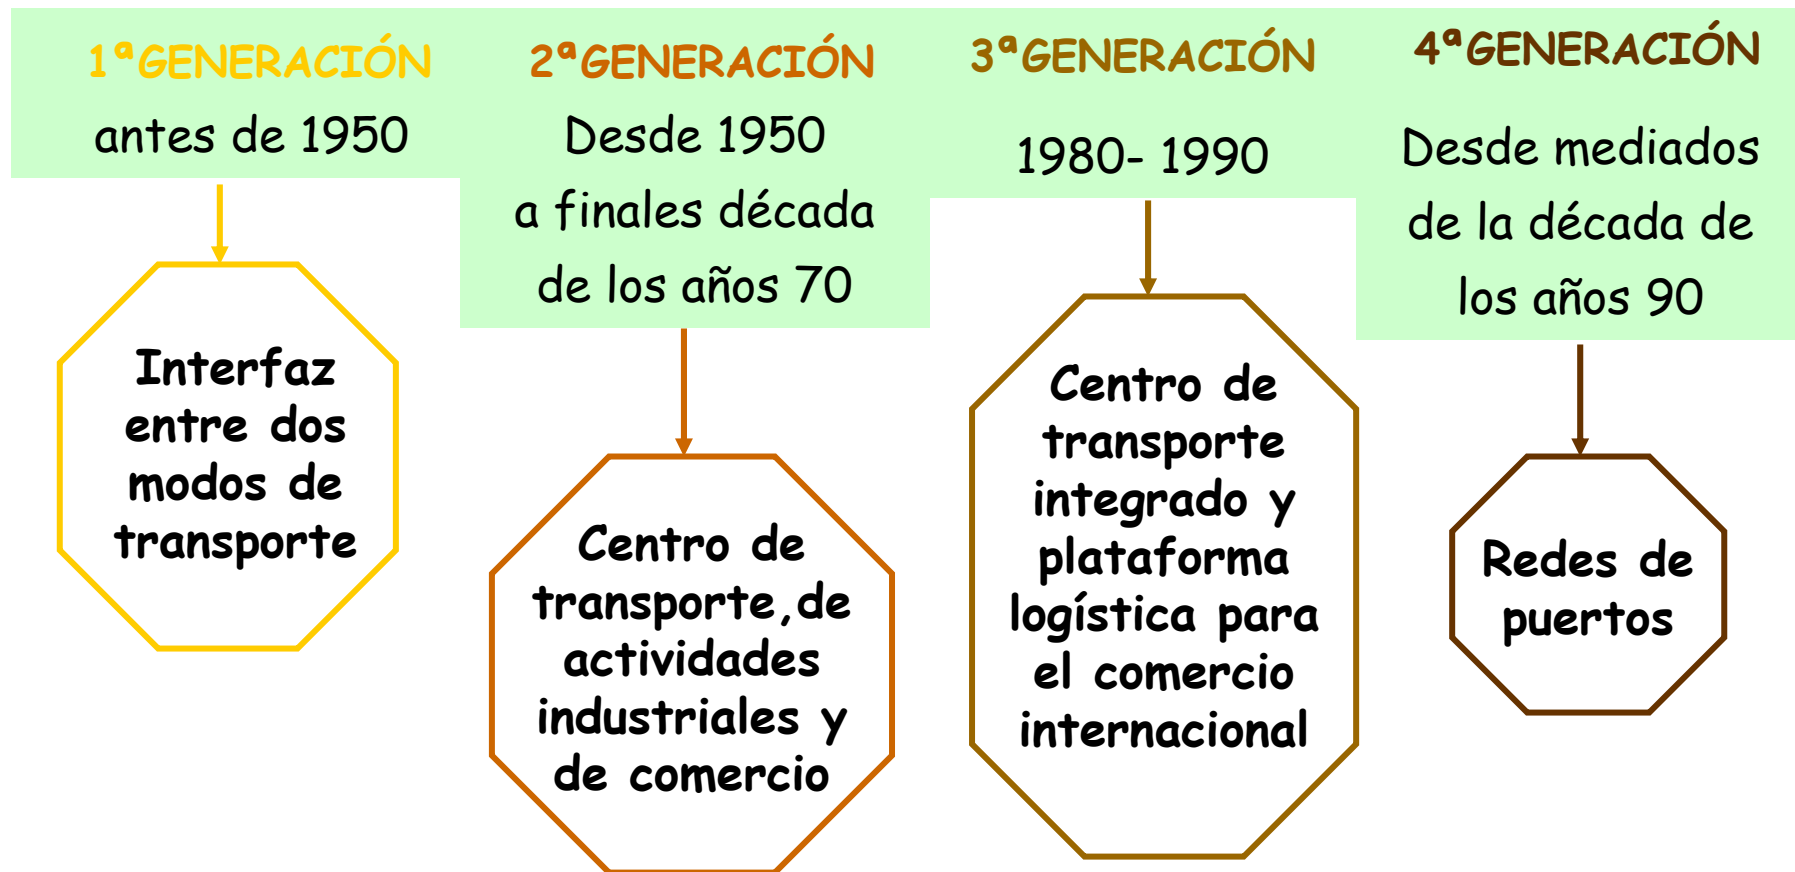 1ªGENERACIÓN
antes de 1950
Interfaz
entre dos
modos de
transporte
2ªGENERACIÓN
Desde 1950
a finales década
de los años 70
Centro de
transporte,de
actividades
industriales y
de comercio
3ªGENERACIÓN
1980- 1990
Centro de
transporte
integrado y
plataforma
logística para
el comercio
internacional
4ªGENERACIÓN
Desde mediados
de la década de
los años 90
Redes de
puertos